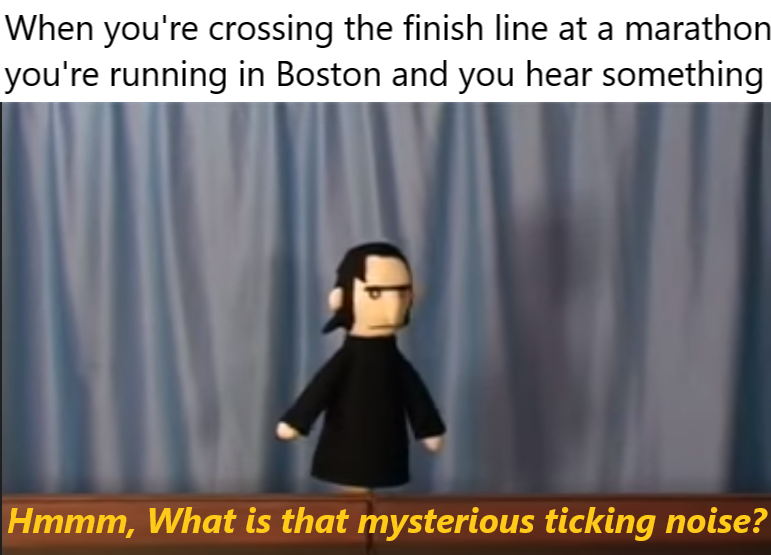 When you're crossing the finish line at a marathon
you're running in Boston and you hear something
Hmmm, What is that mysterious ticking noise?